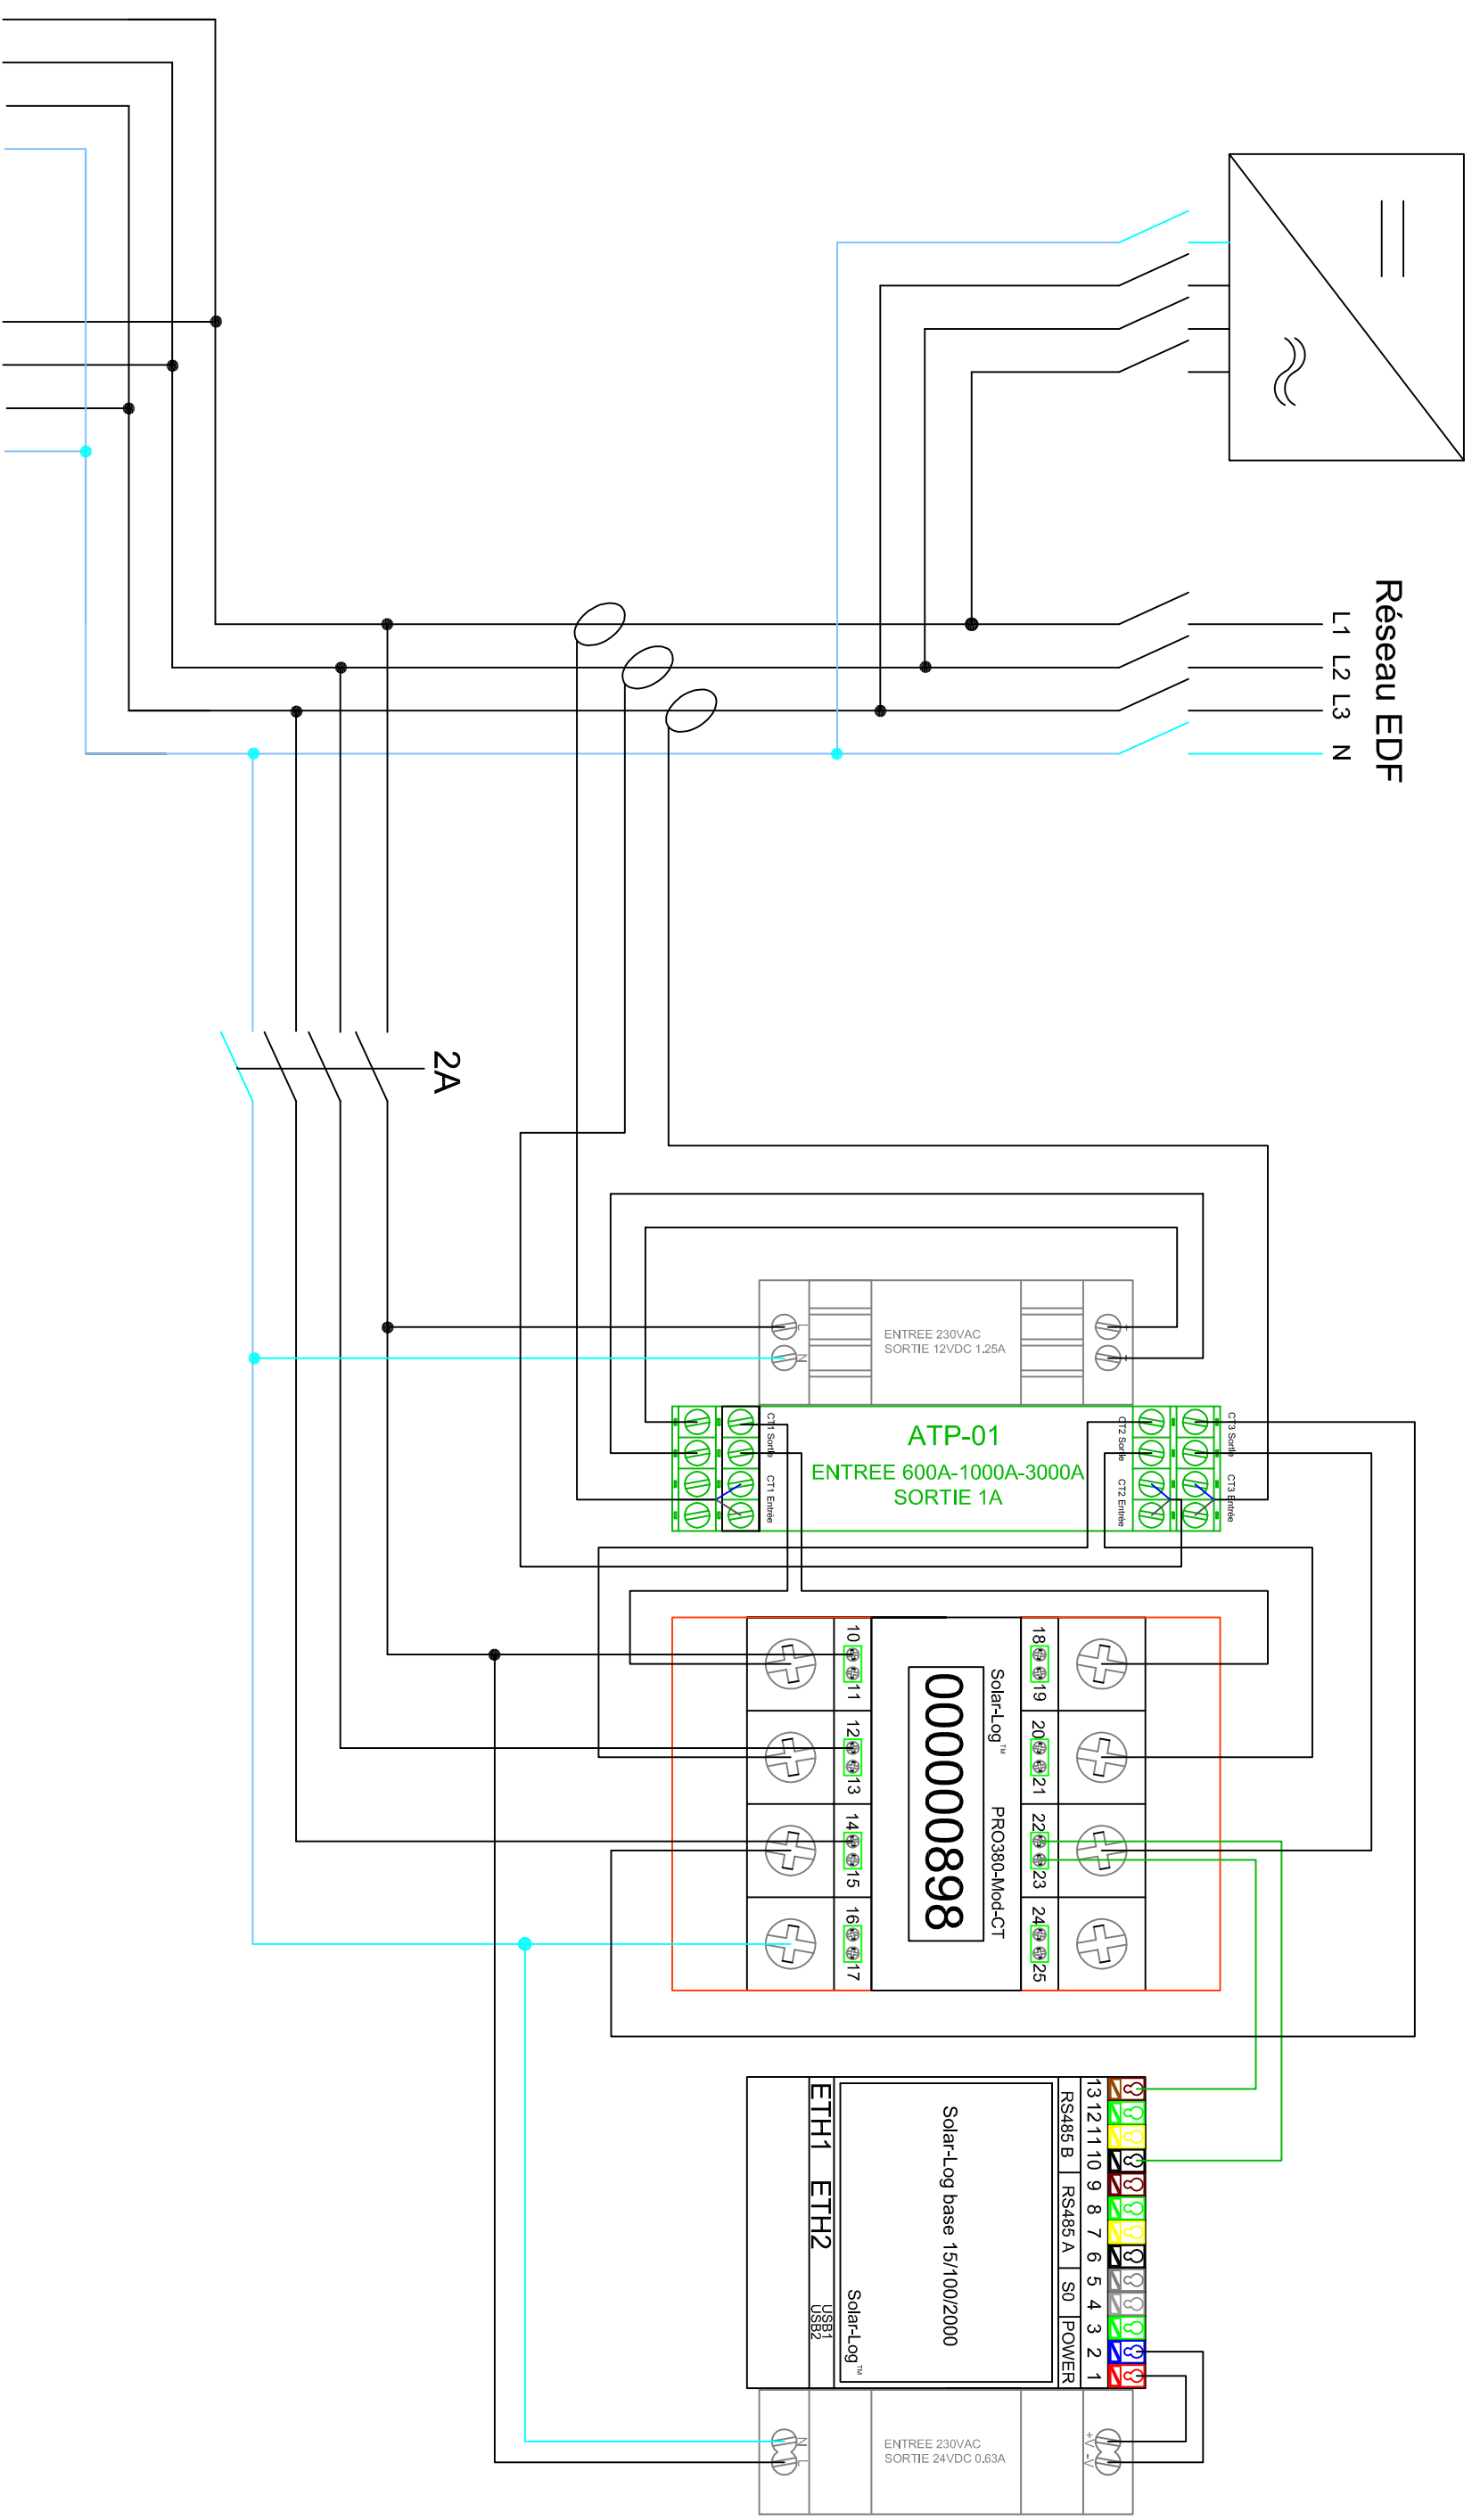 Réseau EDF
L1
L2
L3
N
2A
ENTREE 230VAC
SORTIE 12VDC 1.25A
L
N
+
-
ATP-01
ENTREE 600A-1000A-3000A
SORTIE 1A
CT1 Sortie
CT1 Entrée
CT2 Sortie
CT2 Entrée
CT3 Sortie
CT3 Entrée
10
11
12
13
14
15
16
17
18
19
20
21
22
23
24
25
Solar-Log™
PRO380-Mod-CT
0000000898
13 12 11 10 9 8 7 6 5 4 3 2 1
RS485 B
RS485 A
S0
POWER
Solar-Log base 15/100/2000
Solar-Log™
ETH1
ETH2
USB1
USB2
ENTREE 230VAC
SORTIE 24VDC 0.63A
N
L
+V -V